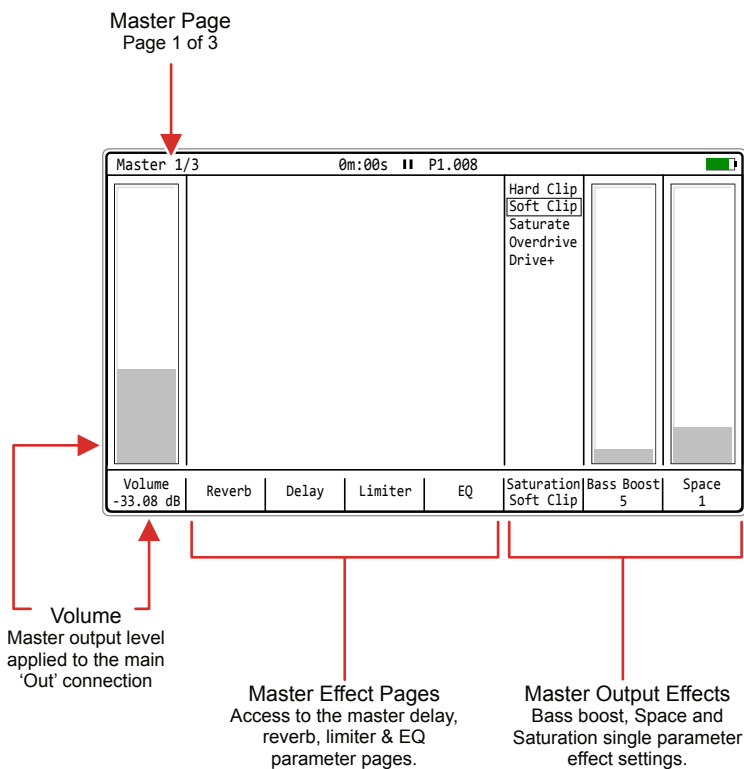 Master Page
Page 1 of 3
Master 1/3 0m:00s P1.008
Hard Clip
Soft Clip
Saturate
Overdrive
Drive+
Volume
-33.08 dB
Reverb
Delay
Limiter
EQ
Saturation
Soft Clip
Bass Boost
5
Space
1
Volume
Master output level
applied to the main
‘Out’ connection
Master Effect Pages
Access to the master delay,
reverb, limiter & EQ
parameter pages.
Master Output Effects
Bass boost, Space and
Saturation single parameter
effect settings.